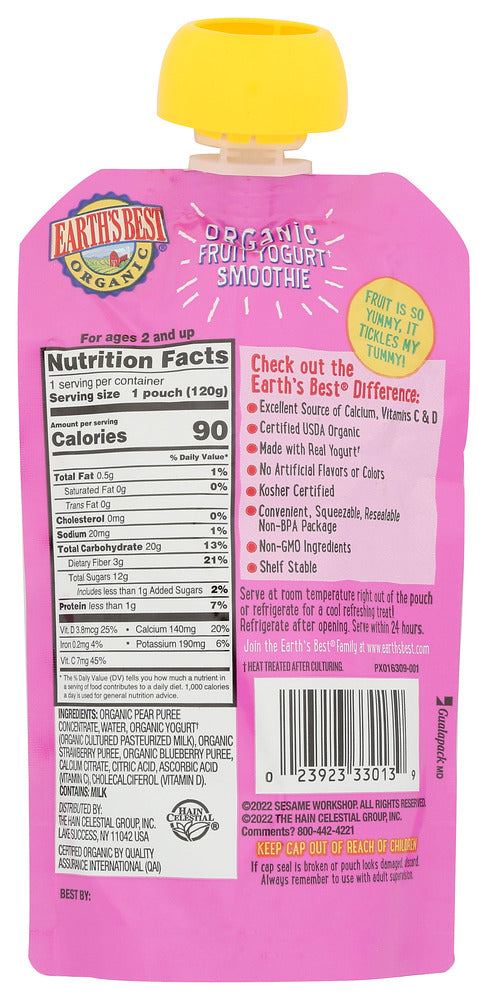 EARTH'S BEST®
ORGANIC
ORGANIC
FRUIT YOGURT†
SMOOTHIE
FRUIT IS SO
YUMMY, IT
TICKLES MY
TUMMY!
For ages 2 and up
Nutrition Facts
1 serving per container
Serving size 1 pouch (120g)
Amount per serving
Calories 90
% Daily Value*
Total Fat 0.5g 1%
Saturated Fat 0g 0%
Trans Fat 0g
Cholesterol 0mg 0%
Sodium 20mg 1%
Total Carbohydrate 20g 13%
Dietary Fiber 3g 21%
Total Sugars 12g
Includes less than 1g Added Sugars 2%
Protein less than 1g 7%
Vit. D 3.8mcg 25% • Calcium 140mg 20%
Iron 0.2mg 4% • Potassium 190mg 6%
Vit. C 7mg 45%
* The % Daily Value (DV) tells you how much a nutrient in
a serving of food contributes to a daily diet. 1,000 calories
a day is used for general nutrition advice.
INGREDIENTS: ORGANIC PEAR PUREE
CONCENTRATE, WATER, ORGANIC YOGURT†
(ORGANIC CULTURED PASTEURIZED MILK), ORGANIC
STRAWBERRY PUREE, ORGANIC BLUEBERRY PUREE,
CALCIUM CITRATE, CITRIC ACID, ASCORBIC ACID
(VITAMIN C), CHOLECALCIFEROL (VITAMIN D).
CONTAINS: MILK
DISTRIBUTED BY:
THE HAIN CELESTIAL GROUP, INC.
LAKE SUCCESS, NY 11042 USA
HAIN
CELESTIAL®
CERTIFIED ORGANIC BY QUALITY
ASSURANCE INTERNATIONAL (QAI)
BEST BY:
Check out the
Earth's Best® Difference:
Excellent Source of Calcium, Vitamins C & D
Certified USDA Organic
Made with Real Yogurt†
No Artificial Flavors or Colors
Kosher Certified
Convenient, Squeezable, Resealable
Non-BPA Package
Non-GMO Ingredients
Shelf Stable
Serve at room temperature right out of the pouch
or refrigerate for a cool refreshing treat!
Refrigerate after opening. Serve within 24 hours.
Join the Earth's Best® Family at www.earthsbest.com
† HEAT TREATED AFTER CULTURING. PX016309-001
0 23923 33013 9
Gualapack MD
©2022 SESAME WORKSHOP. ALL RIGHTS RESERVED.
©2022 THE HAIN CELESTIAL GROUP, INC.
Comments? 800-442-4221
KEEP CAP OUT OF REACH OF CHILDREN
If cap seal is broken or pouch looks damaged, discard.
Always remember to use with adult supervision.